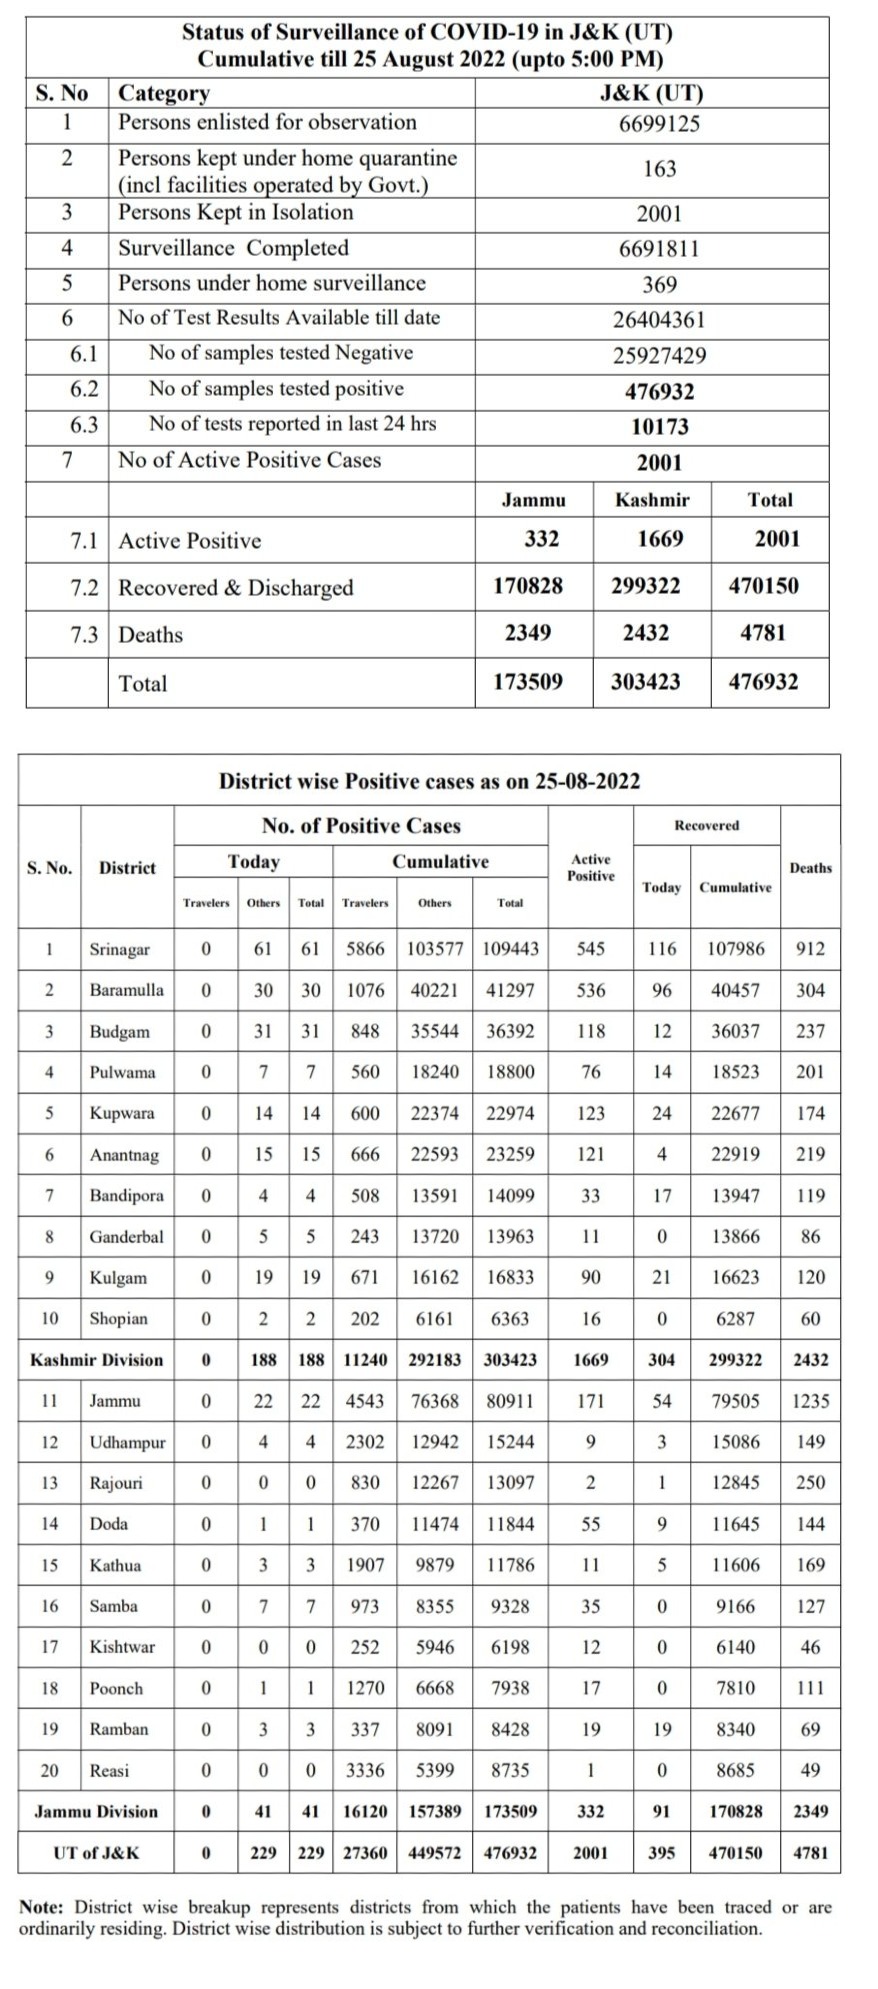 Status of Surveillance of COVID-19 in J&K (UT)
Cumulative till 25 August 2022 (upto 5:00 PM)
S. No Category J&K (UT)
1 Persons enlisted for observation 6699125
2 Persons kept under home quarantine
(incl facilities operated by Govt.) 163
3 Persons Kept in Isolation 2001
4 Surveillance Completed 6691811
5 Persons under home surveillance 369
6 No of Test Results Available till date 26404361
6.1 No of samples tested Negative 25927429
6.2 No of samples tested positive 476932
6.3 No of tests reported in last 24 hrs 10173
7 No of Active Positive Cases 2001
Jammu Kashmir Total
7.1 Active Positive 332 1669 2001
7.2 Recovered & Discharged 170828 299322 470150
7.3 Deaths 2349 2432 4781
Total 173509 303423 476932
District wise Positive cases as on 25-08-2022
S. No. District No. of Positive Cases Active Positive Recovered Deaths
Today Cumulative Today Cumulative
Travelers Others Total Travelers Others Total
1 Srinagar 0 61 61 5866 103577 109443 545 116 107986 912
2 Baramulla 0 30 30 1076 40221 41297 536 96 40457 304
3 Budgam 0 31 31 848 35544 36392 118 12 36037 237
4 Pulwama 0 7 7 560 18240 18800 76 14 18523 201
5 Kupwara 0 14 14 600 22374 22974 123 24 22677 174
6 Anantnag 0 15 15 666 22593 23259 121 4 22919 219
7 Bandipora 0 4 4 508 13591 14099 33 17 13947 119
8 Ganderbal 0 5 5 243 13720 13963 11 0 13866 86
9 Kulgam 0 19 19 671 16162 16833 90 21 16623 120
10 Shopian 0 2 2 202 6161 6363 16 0 6287 60
Kashmir Division 0 188 188 11240 292183 303423 1669 304 299322 2432
11 Jammu 0 22 22 4543 76368 80911 171 54 79505 1235
12 Udhampur 0 4 4 2302 12942 15244 9 3 15086 149
13 Rajouri 0 0 0 830 12267 13097 2 1 12845 250
14 Doda 0 1 1 370 11474 11844 55 9 11645 144
15 Kathua 0 3 3 1907 9879 11786 11 5 11606 169
16 Samba 0 7 7 973 8355 9328 35 0 9166 127
17 Kishtwar 0 0 0 252 5946 6198 12 0 6140 46
18 Poonch 0 1 1 1270 6668 7938 17 0 7810 111
19 Ramban 0 3 3 337 8091 8428 19 19 8340 69
20 Reasi 0 0 0 3336 5399 8735 1 0 8685 49
Jammu Division 0 41 41 16120 157389 173509 332 91 170828 2349
UT of J&K 0 229 229 27360 449572 476932 2001 395 470150 4781
Note: District wise breakup represents districts from which the patients have been traced or are
ordinarily residing. District wise distribution is subject to further verification and reconciliation.